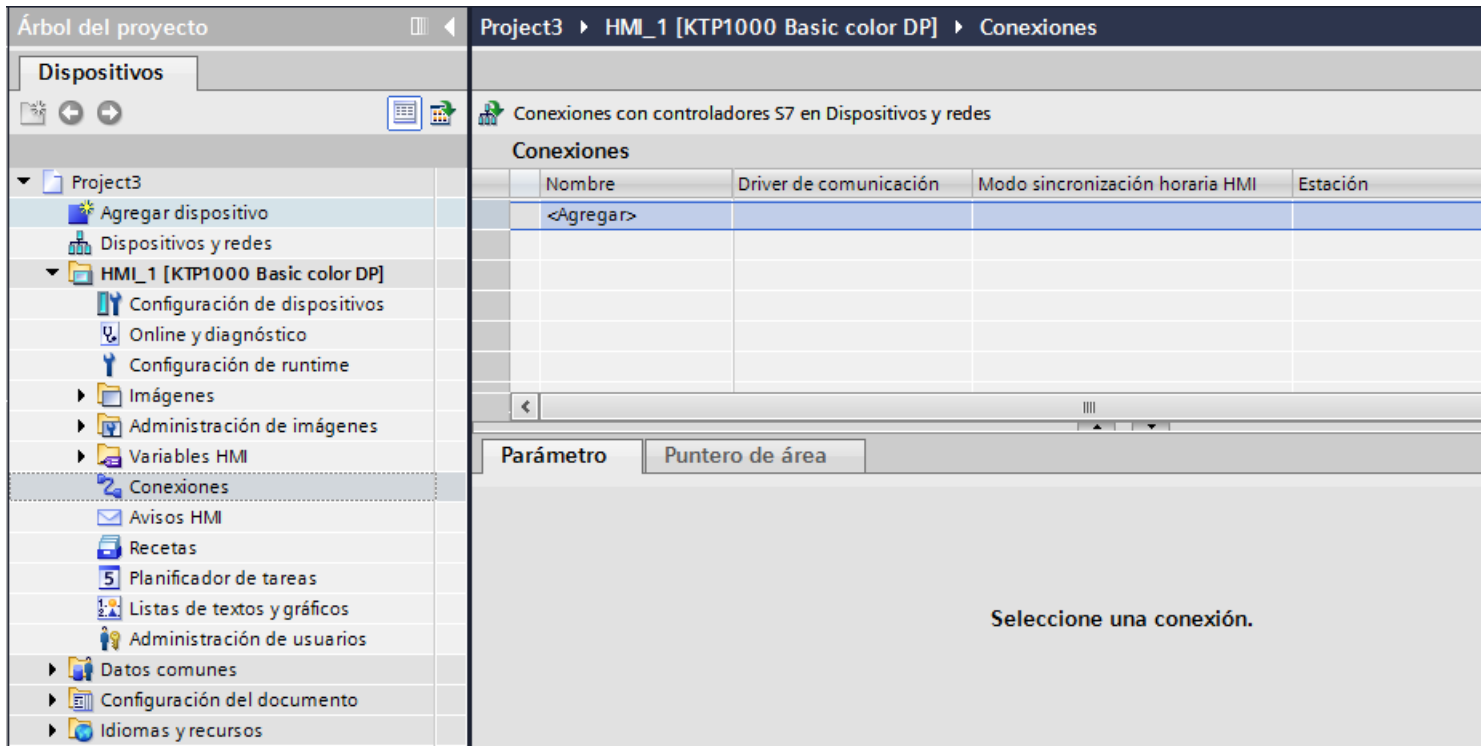 Árbol del proyecto
Project3 HMI_1 [KTP1000 Basic color DP] Conexiones
Dispositivos
Conexiones con controladores S7 en Dispositivos y redes
Conexiones
Nombre Driver de comunicación Modo sincronización horaria HMI Estación
<Agregar>
Project3
Agregar dispositivo
Dispositivos y redes
HMI_1 [KTP1000 Basic color DP]
Configuración de dispositivos
Online y diagnóstico
Configuración de runtime
Imágenes
Administración de imágenes
Variables HMI
Conexiones
Avisos HMI
Recetas
Planificador de tareas
Listas de textos y gráficos
Administración de usuarios
Datos comunes
Configuración del documento
Idiomas y recursos
Parámetro Puntero de área
Seleccione una conexión.